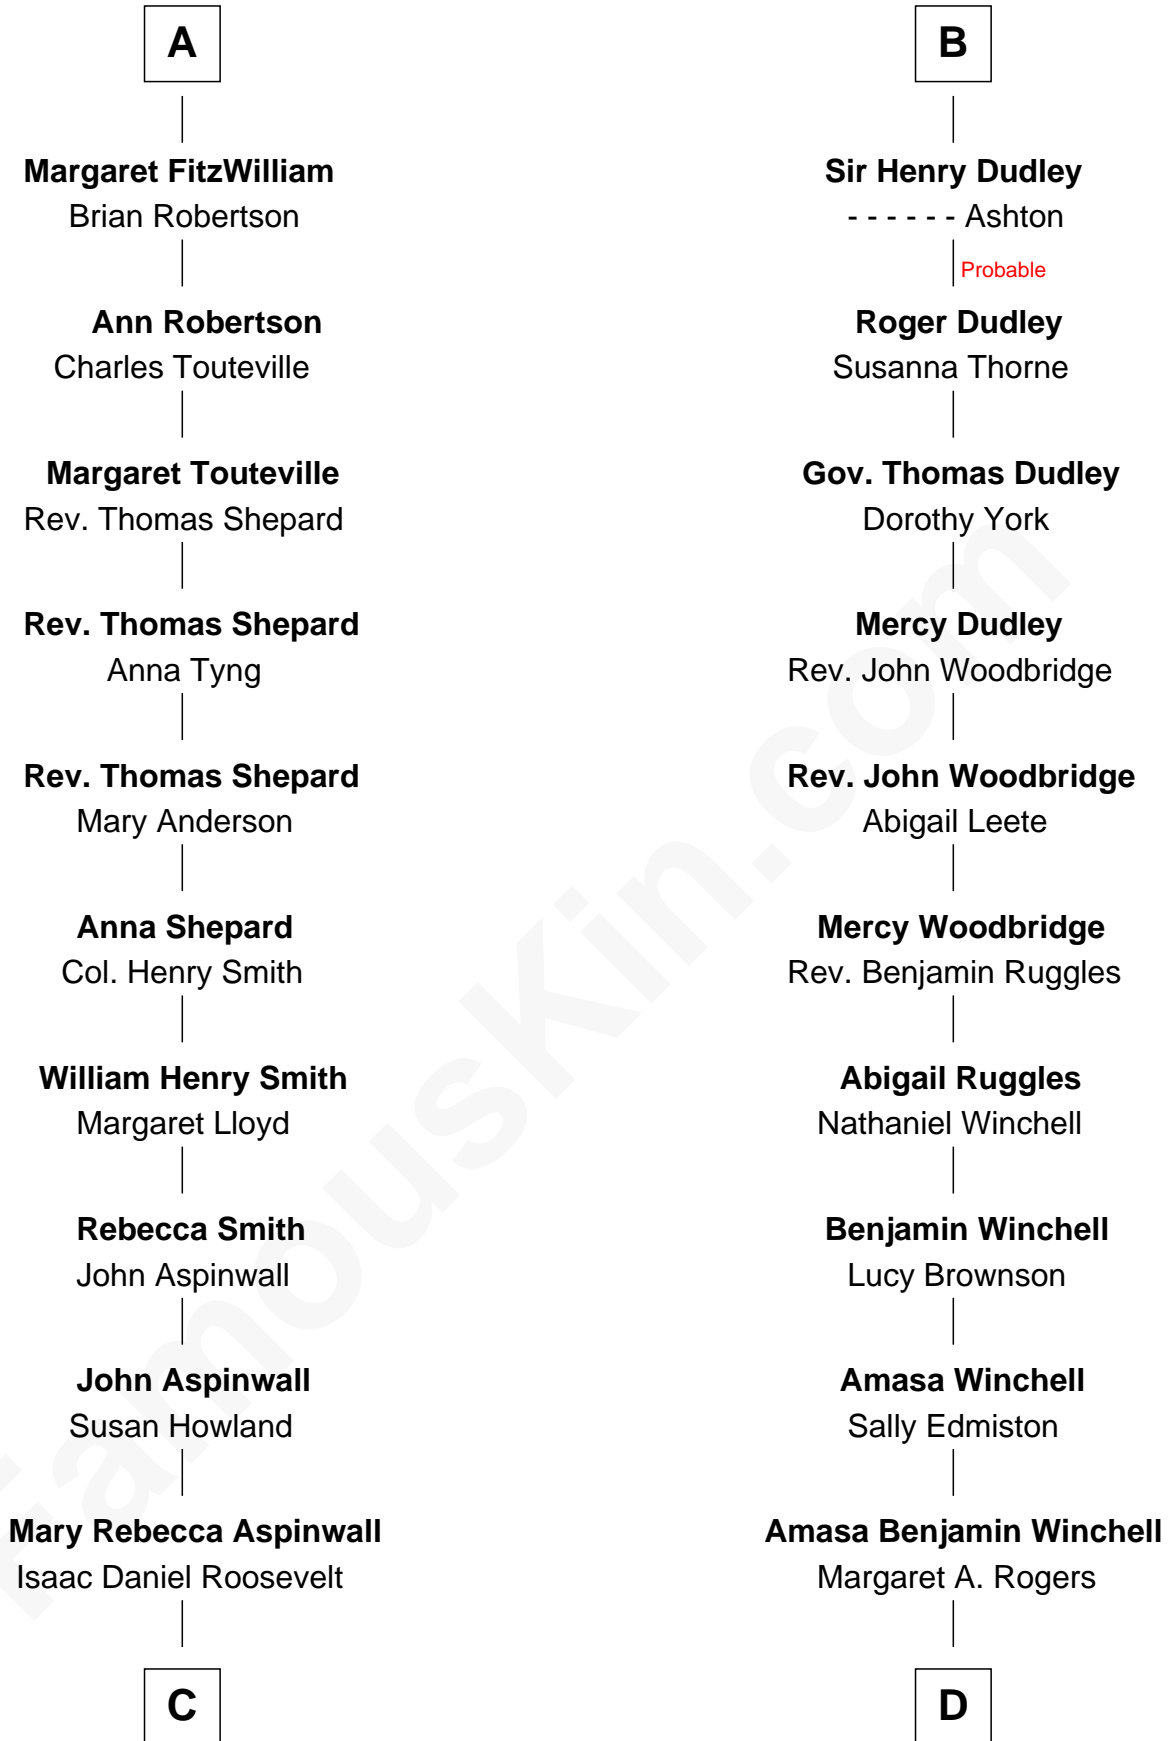 A
Margaret FitzWilliam
Brian Robertson
Ann Robertson
Charles Touteville
Margaret Touteville
Rev. Thomas Shepard
Rev. Thomas Shepard
Anna Tyng
Rev. Thomas Shepard
Mary Anderson
Anna Shepard
Col. Henry Smith
William Henry Smith
Margaret Lloyd
Rebecca Smith
John Aspinwall
John Aspinwall
Susan Howland
Mary Rebecca Aspinwall
Isaac Daniel Roosevelt
C
B
Sir Henry Dudley
- - - - - - Ashton
Probable
Roger Dudley
Susanna Thorne
Gov. Thomas Dudley
Dorothy York
Mercy Dudley
Rev. John Woodbridge
Rev. John Woodbridge
Abigail Leete
Mercy Woodbridge
Rev. Benjamin Ruggles
Abigail Ruggles
Nathaniel Winchell
Benjamin Winchell
Lucy Brownson
Amasa Winchell
Sally Edmiston
Amasa Benjamin Winchell
Margaret A. Rogers
D
FamousKin.com